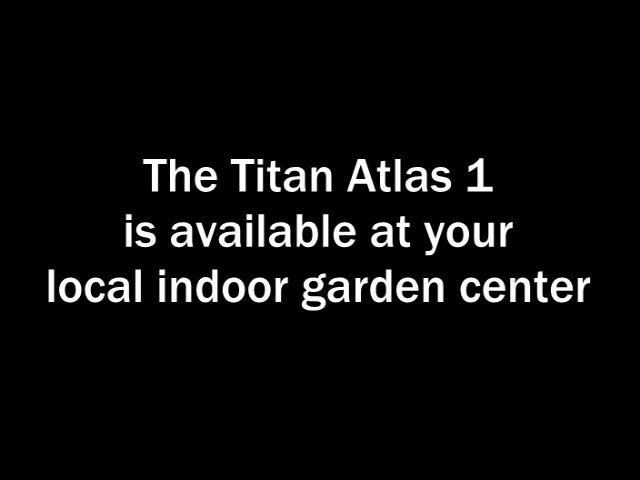 The Titan Atlas 1
is available at your
local indoor garden center